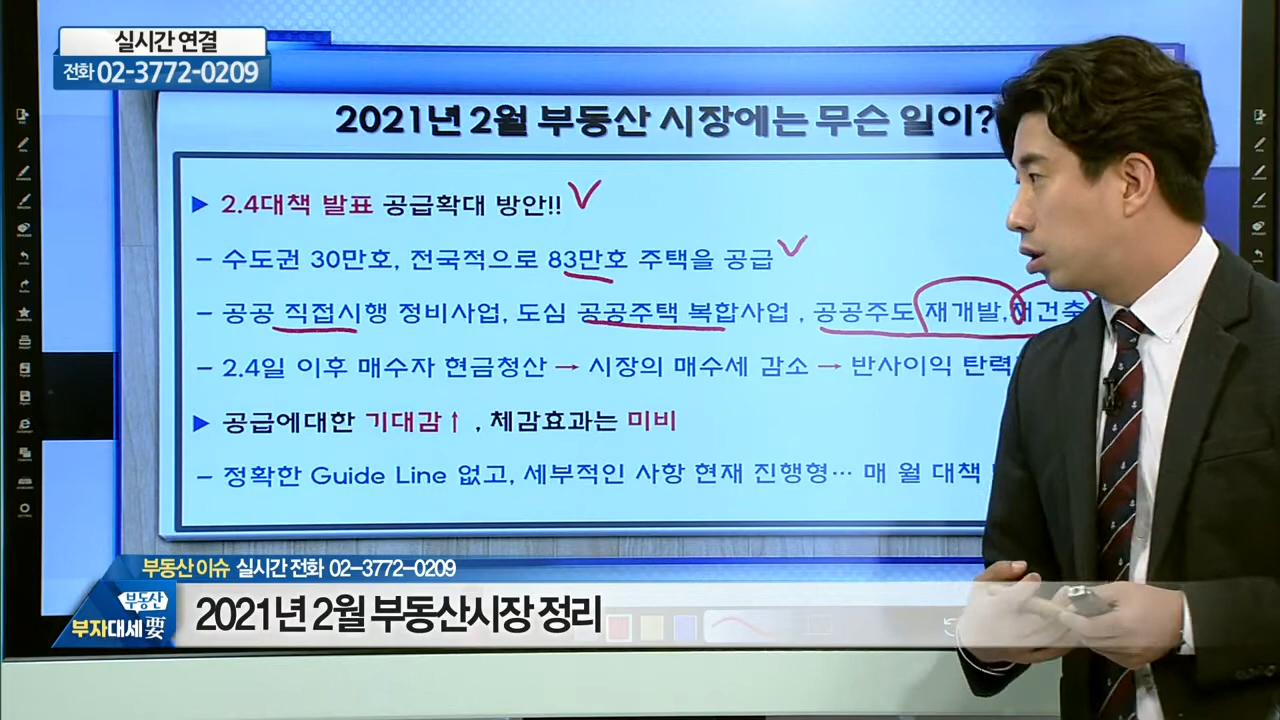 실시간 연결
전화 02-3772-0209
2021년 2월 부동산 시장에는 무슨 일이?
▶ 2.4대책 발표 공급확대 방안!!
- 수도권 30만호, 전국적으로 83만호 주택을 공급
- 공공 직접시행 정비사업, 도심 공공주택 복합사업 , 공공주도 재개발,재건축
- 2.4일 이후 매수자 현금청산 → 시장의 매수세 감소 → 반사이익 탄력
▶ 공급에대한 기대감↑ , 체감효과는 미비
- 정확한 Guide Line 없고, 세부적인 사항 현재 진행형… 매 월 대책
부동산 이슈 실시간 전화 02-3772-0209
부동산
부자대세 要
2021년 2월 부동산시장 정리